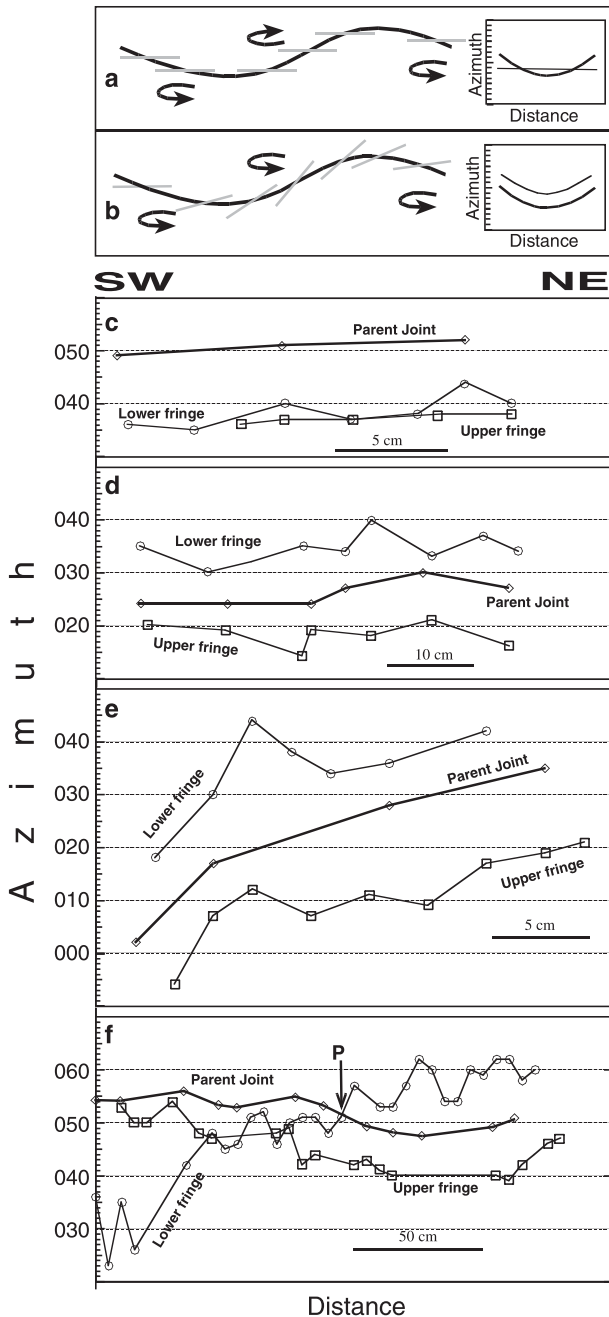 a
Azimuth
Distance
b
Azimuth
Distance
SW NE
c
Parent Joint
050
040
Lower fringe
Upper fringe
5 cm
d
040
Lower fringe
030
Parent Joint
020
Upper fringe
10 cm
e
040
Lower fringe
Parent Joint
030
020
Upper fringe
010
5 cm
000
f
P
060
Parent Joint
050
040
Upper fringe
Lower fringe
030
50 cm
Azimuth
Distance